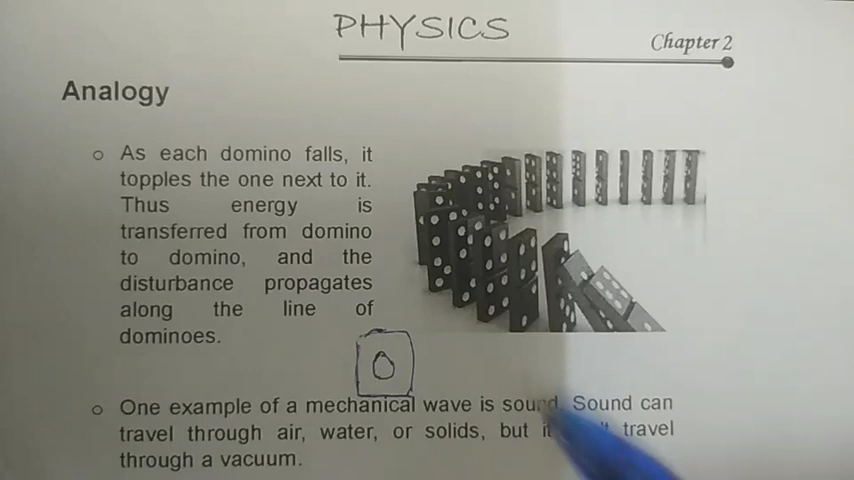 PHYSICS
Chapter 2
Analogy
As each domino falls, it
topples the one next to it.
Thus energy is
transferred from domino
to domino, and the
disturbance propagates
along the line of
dominoes.
One example of a mechanical wave is sound. Sound can
travel through air, water, or solids, but travel
through a vacuum.